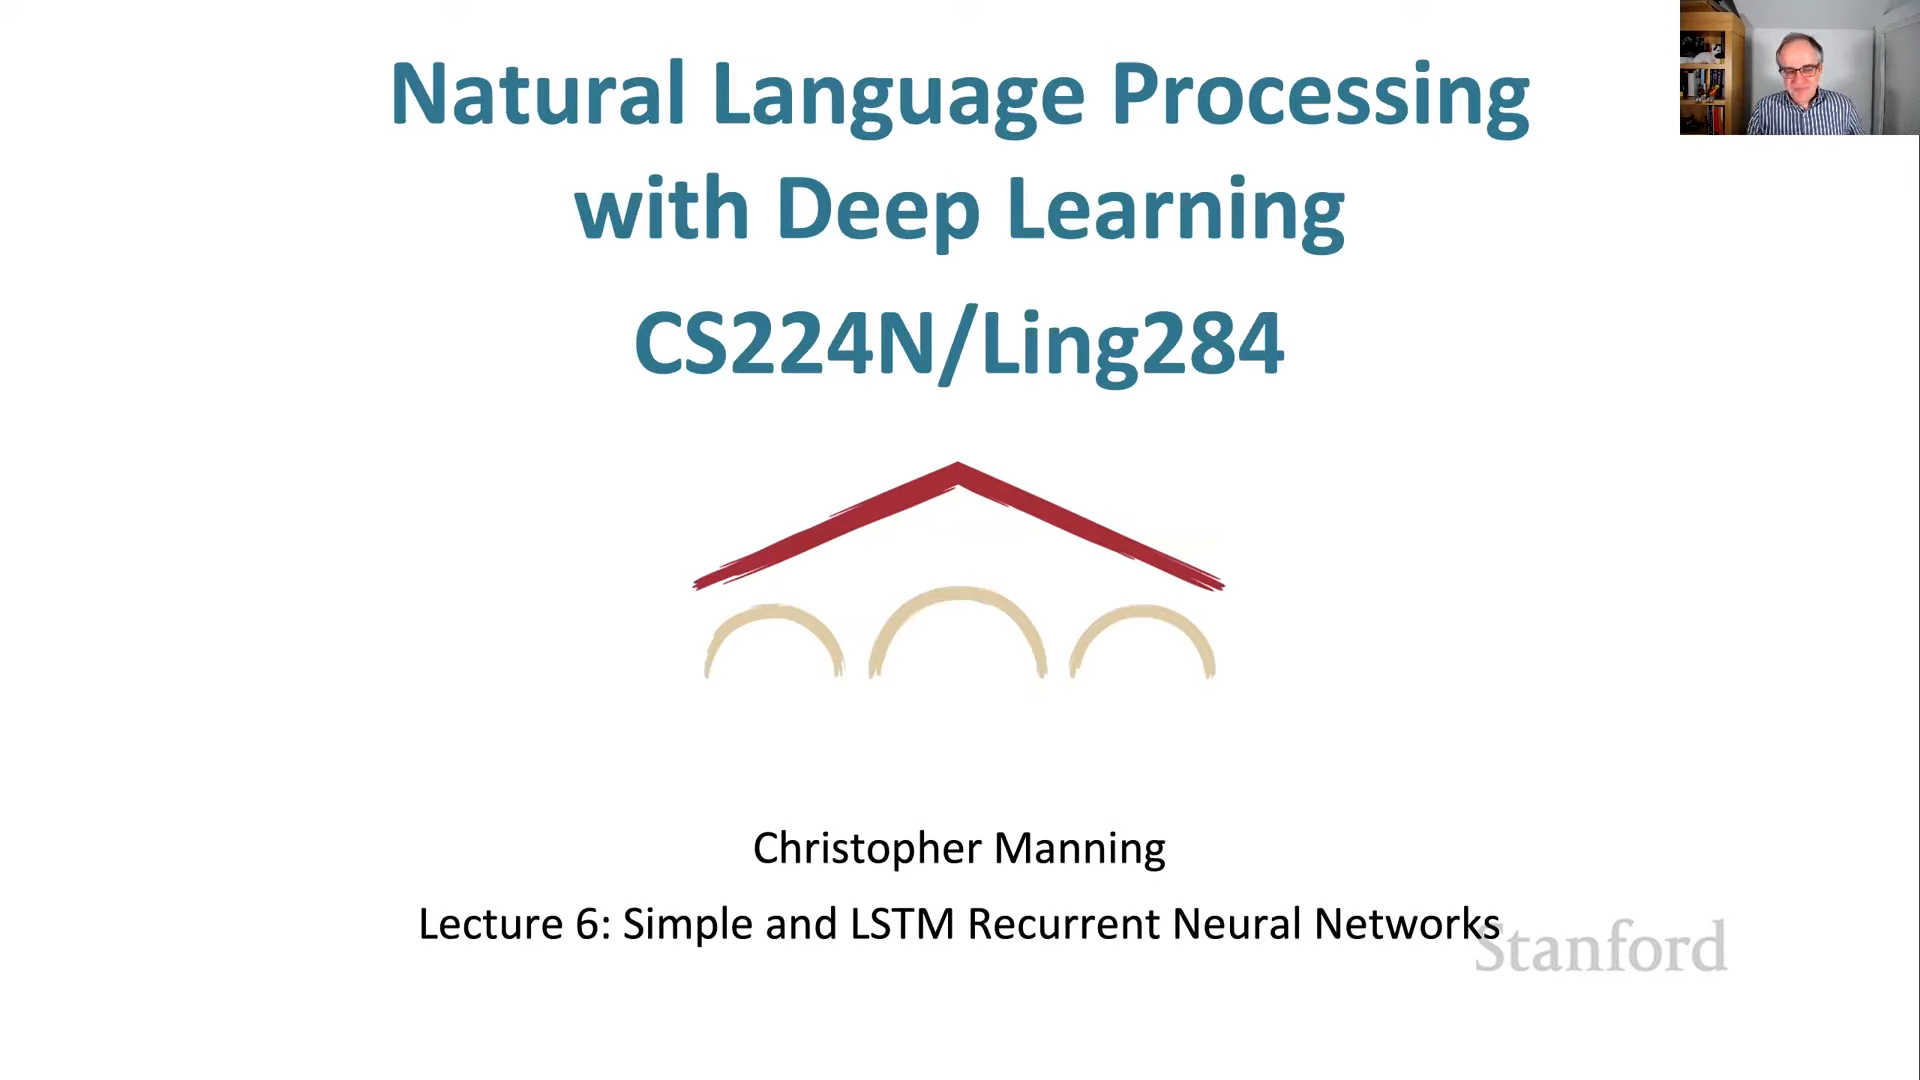 Natural Language Processing
with Deep Learning
CS224N/Ling284
Christopher Manning
Lecture 6: Simple and LSTM Recurrent Neural Networks
Stanford